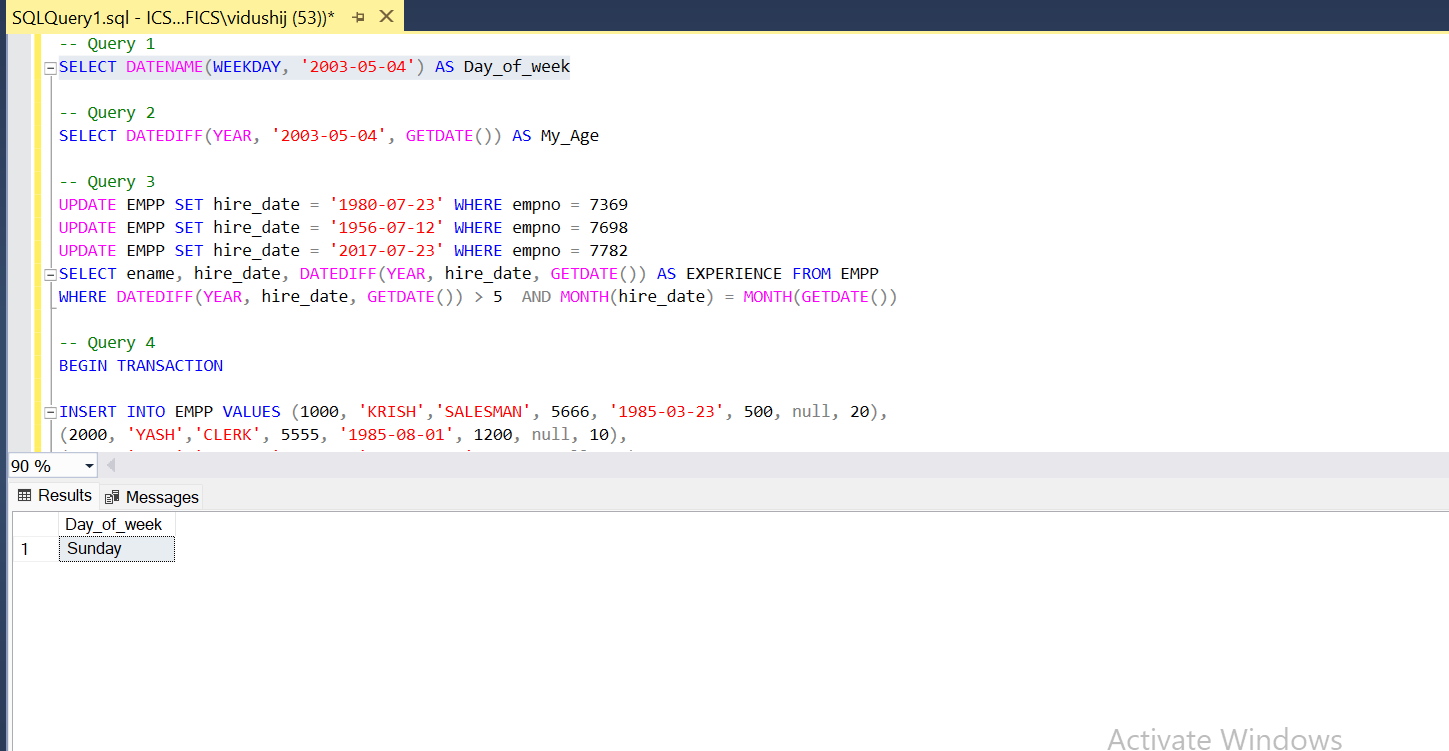 SQLQuery1.sql - ICS...FICS\vidushij (53))*
-- Query 1
SELECT DATENAME(WEEKDAY, '2003-05-04') AS Day_of_week
-- Query 2
SELECT DATEDIFF(YEAR, '2003-05-04', GETDATE()) AS My_Age
-- Query 3
UPDATE EMPP SET hire_date = '1980-07-23' WHERE empno = 7369
UPDATE EMPP SET hire_date = '1956-07-12' WHERE empno = 7698
UPDATE EMPP SET hire_date = '2017-07-23' WHERE empno = 7782
SELECT ename, hire_date, DATEDIFF(YEAR, hire_date, GETDATE()) AS EXPERIENCE FROM EMPP
WHERE DATEDIFF(YEAR, hire_date, GETDATE()) > 5  AND MONTH(hire_date) = MONTH(GETDATE())
-- Query 4
BEGIN TRANSACTION
INSERT INTO EMPP VALUES (1000, 'KRISH','SALESMAN', 5666, '1985-03-23', 500, null, 20),
(2000, 'YASH','CLERK', 5555, '1985-08-01', 1200, null, 10),
90 %
Results Messages
Day_of_week
1 Sunday
Activate Windows